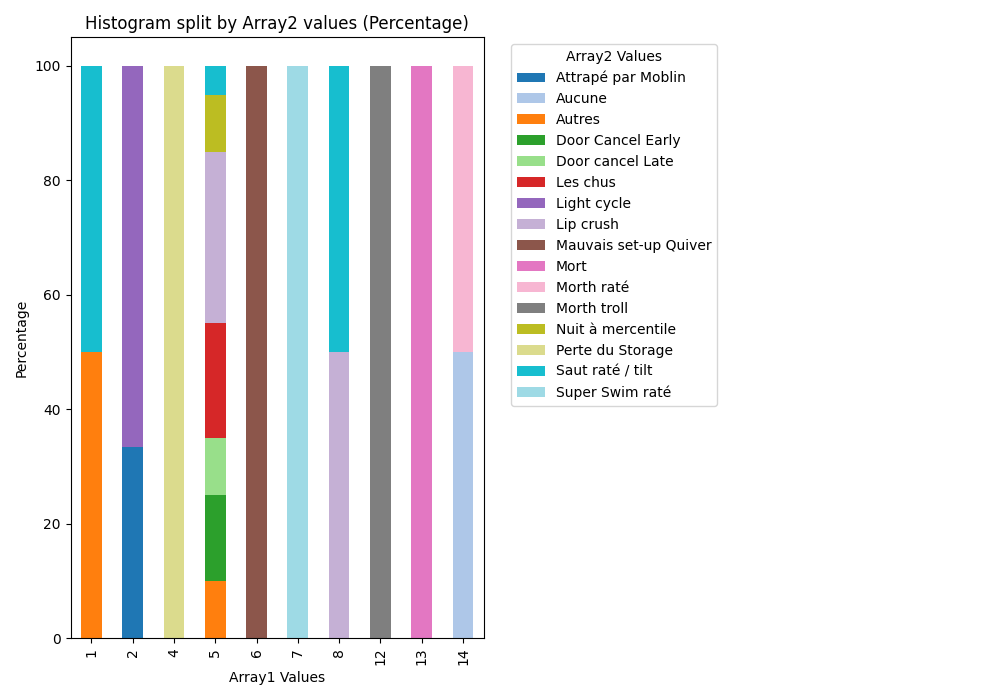 Histogram split by Array2 values (Percentage)
100
80
60
40
20
0
Percentage
1
2
4
5
6
7
8
12
13
14
Array1 Values
Array2 Values
Attrapé par Moblin
Aucune
Autres
Door Cancel Early
Door cancel Late
Les chus
Light cycle
Lip crush
Mauvais set-up Quiver
Mort
Morth raté
Morth troll
Nuit à mercentile
Perte du Storage
Saut raté / tilt
Super Swim raté